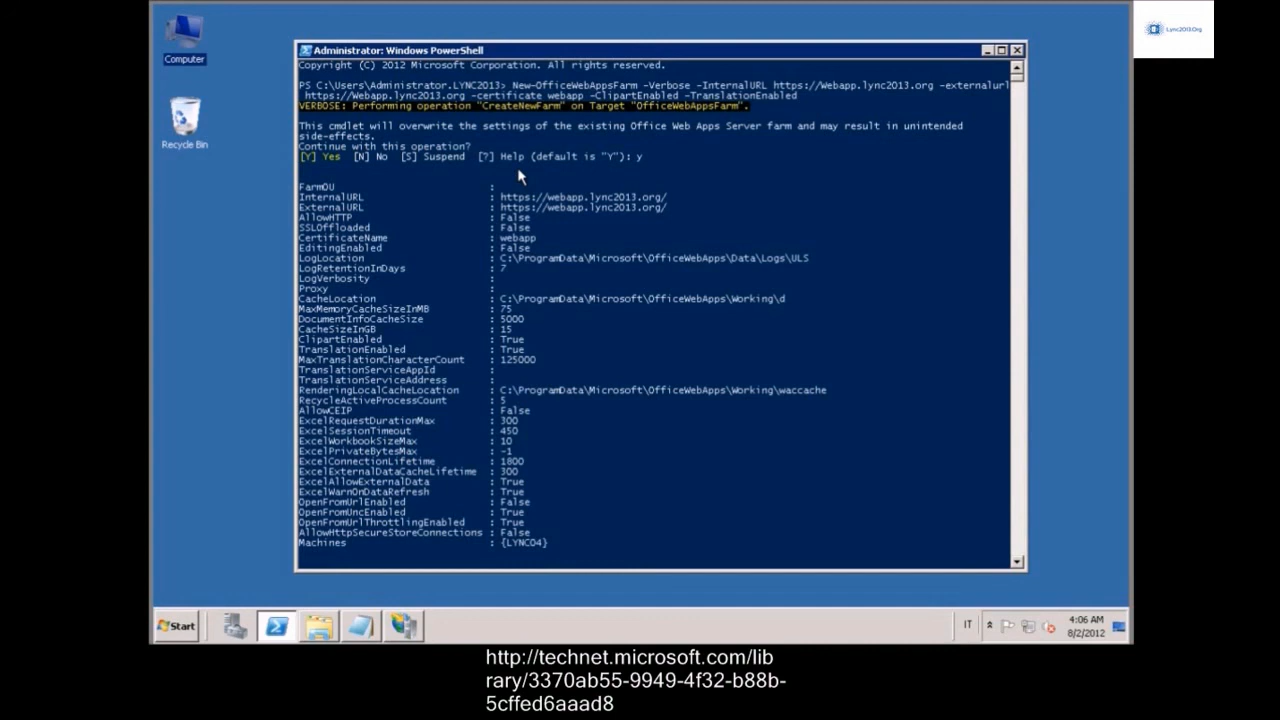 Computer
Recycle Bin
Lync2013.Org
Administrator: Windows PowerShell
Copyright (C) 2012 Microsoft Corporation. All rights reserved.
PS C:\Users\Administrator.LYNC2013> New-OfficeWebAppsFarm -Verbose -InternalURL https://Webapp.lync2013.org -externalurl
https://Webapp.lync2013.org -certificate webapp -ClipartEnabled -TranslationEnabled
VERBOSE: Performing operation "CreateNewFarm" on Target "OfficeWebAppsFarm".
This cmdlet will overwrite the settings of the existing Office Web Apps Server farm and may result in unintended
side-effects.
Continue with this operation?
[Y] Yes [N] No [S] Suspend [?] Help (default is "Y"): y
FarmOU :
InternalURL : https://webapp.lync2013.org/
ExternalURL : https://webapp.lync2013.org/
AllowHTTP : False
SSLOffloaded : False
CertificateName : webapp
EditingEnabled : False
LogLocation : C:\ProgramData\Microsoft\OfficeWebApps\Data\Logs\ULS
LogRetentionInDays : 7
LogVerbosity :
Proxy :
CacheLocation : C:\ProgramData\Microsoft\OfficeWebApps\Working\d
MaxMemoryCacheSizeInMB : 75
DocumentInfoCacheSize : 5000
CacheSizeInGB : 15
ClipartEnabled : True
TranslationEnabled : True
MaxTranslationCharacterCount : 125000
TranslationServiceAppId :
TranslationServiceAddress :
RenderingLocalCacheLocation : C:\ProgramData\Microsoft\OfficeWebApps\Working\waccache
RecycleActiveProcessCount : 5
AllowCEIP : False
ExcelRequestDurationMax : 300
ExcelSessionTimeout : 450
ExcelWorkbookSizeMax : 10
ExcelPrivateBytesMax : -1
ExcelConnectionLifetime : 1800
ExcelExternalDataCacheLifetime : 300
ExcelAllowExternalData : True
ExcelWarnOnDataRefresh : True
OpenFromUrlEnabled : False
OpenFromUncEnabled : True
OpenFromUrlThrottlingEnabled : True
AllowHttpSecureStoreConnections : False
Machines : {LYNC04}
Start
IT
4:06 AM
8/2/2012
http://technet.microsoft.com/lib
rary/3370ab55-9949-4f32-b88b-
5cffed6aaad8